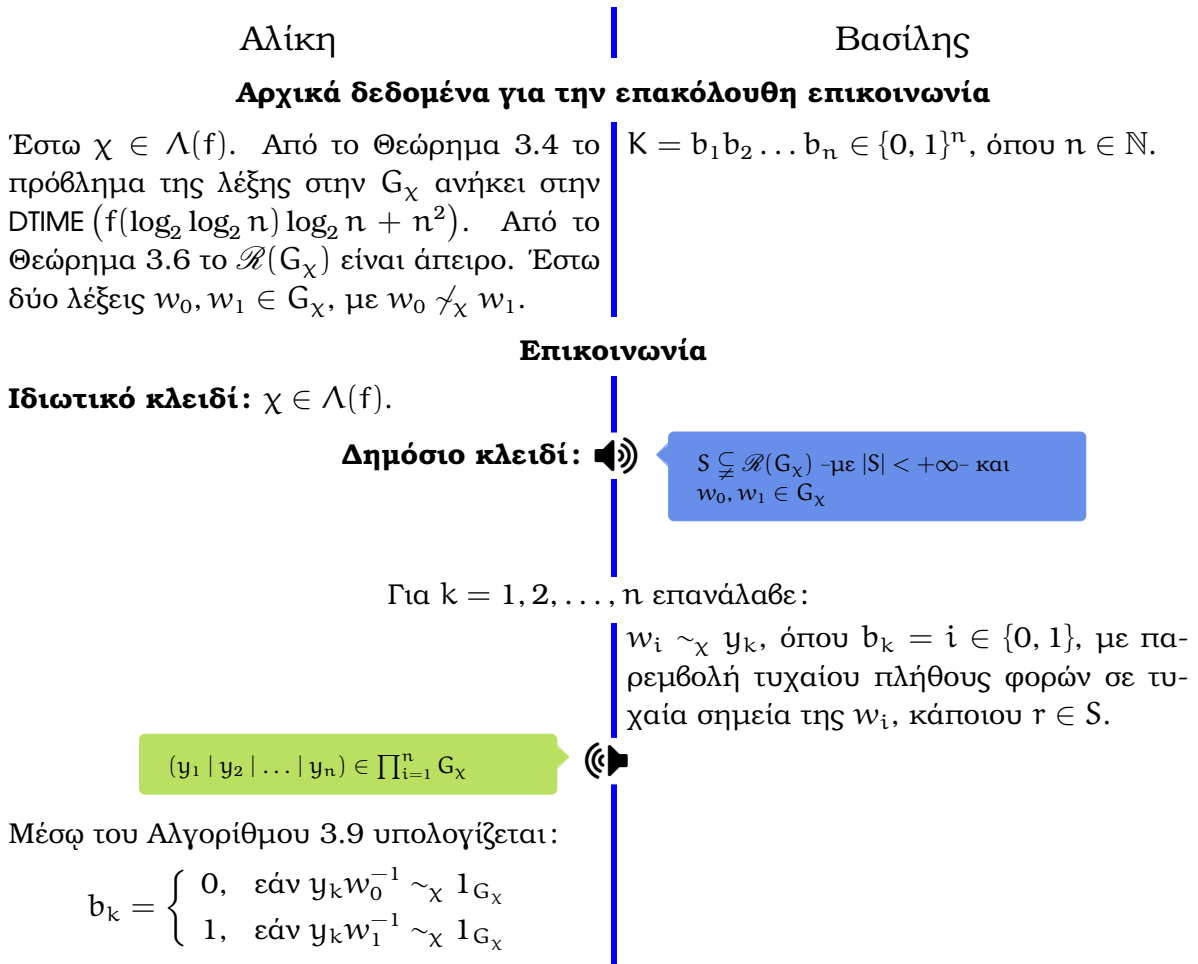 Αλίκη
Βασίλης
Αρχικά δεδομένα για την επακόλουθη επικοινωνία
Έστω χ ∈ Λ(f). Από το Θεώρημα 3.4 το
πρόβλημα της λέξης στην G_χ ανήκει στην
DTIME (f(log₂ log₂ n) log₂ n + n²). Από το
Θεώρημα 3.6 το ℛ(G_χ) είναι άπειρο. Έστω
δύο λέξεις w₀, w₁ ∈ G_χ, με w₀ ≁_χ w₁.
K = b₁b₂ … bₙ ∈ {0, 1}ⁿ, όπου n ∈ ℕ.
Επικοινωνία
Ιδιωτικό κλειδί: χ ∈ Λ(f).
Δημόσιο κλειδί:
S ⊊ ℛ(G_χ) -με |S| < +∞- και
w₀, w₁ ∈ G_χ
Για k = 1, 2, …, n επανάλαβε:
w_i ∼_χ y_k, όπου b_k = i ∈ {0, 1}, με πα-
ρεμβολή τυχαίου πλήθους φορών σε τυ-
χαία σημεία της w_i, κάποιου r ∈ S.
(y₁ | y₂ | … | yₙ) ∈ ∏ⁿ_{i=1} G_χ
Μέσῳ του Αλγορίθμου 3.9 υπολογίζεται:
b_k = { 0, εάν y_k w₀⁻¹ ∼_χ 1_{G_χ}
1, εάν y_k w₁⁻¹ ∼_χ 1_{G_χ}